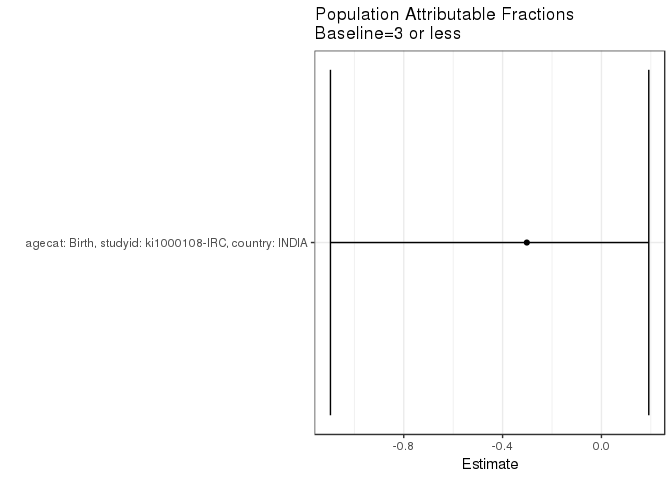 Population Attributable Fractions
Baseline=3 or less
agecat: Birth, studyid: ki1000108-IRC, country: INDIA
-0.8 -0.4 0.0
Estimate